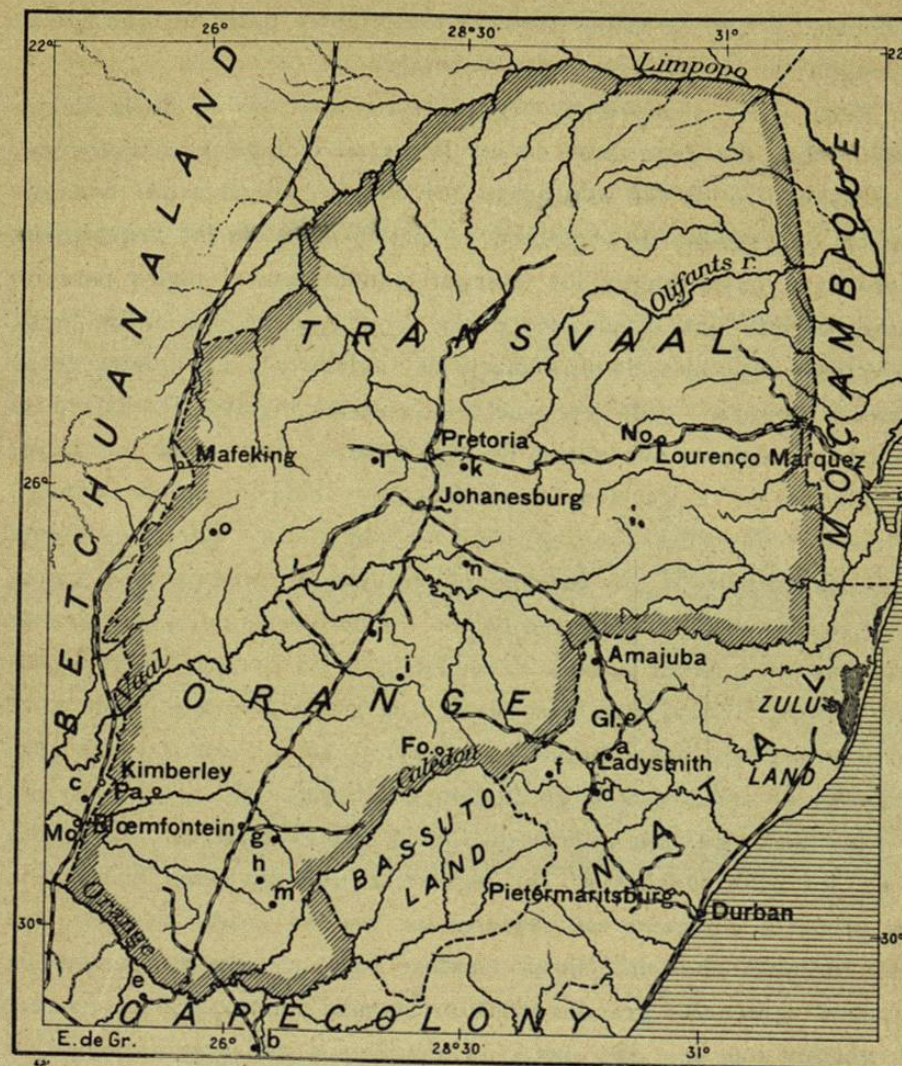 26° 28°30' 31°
22° 22
Limpopo
BETCHUANALAND
MOÇAMBQUE
Olifants r.
TRANSVAAL
Pretoria
No
Mafeking
l
k
Lourenço Marquez
26°
Johanesburg
o
n
j
Amajuba
i
Vaal
ORANGE
ZULU
LAND
Gl. e
a
Fo.
Caledon
f
Ladysmith
Kimberley
c
Pa
d
Mo
Blœmfontein
g
BASSUTO
LAND
NATAL
h
m
Pietermaritsburg
Durban
Orange
30° 30°
e
CAPECOLONY
E. de Gr.
26° b 28°30' 31°